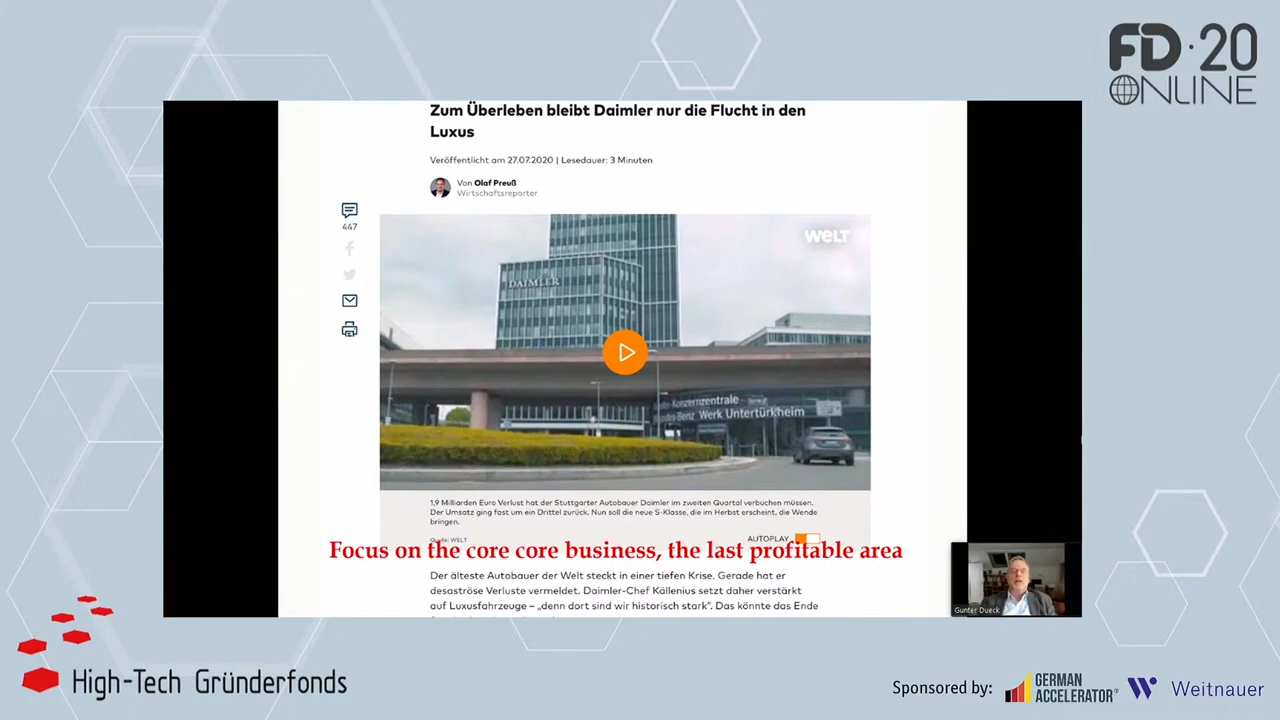 FD·20
ONLINE
Zum Überleben bleibt Daimler nur die Flucht in den
Luxus
Veröffentlicht am 27.07.2020 | Lesedauer: 3 Minuten
Von Olaf Preuß
Wirtschaftsreporter
447
WELT
DAIMLER
Konzernzentrale
Werk Untertürkheim
1,9 Milliarden Euro Verlust hat der Stuttgarter Autobauer Daimler im zweiten Quartal verbuchen müssen.
Der Umsatz ging fast um ein Drittel zurück. Nun soll die neue S-Klasse, die im Herbst erscheint, die Wende
bringen.
Quelle: WELT
AUTOPLAY
Focus on the core core business, the last profitable area
Der älteste Autobauer der Welt steckt in einer tiefen Krise. Gerade hat er
desaströse Verluste vermeldet. Daimler-Chef Källenius setzt daher verstärkt
auf Luxusfahrzeuge – „denn dort sind wir historisch stark“. Das könnte das Ende
Gunter Dueck
High-Tech Gründerfonds
Sponsored by:
GERMAN
ACCELERATOR
Weitnauer